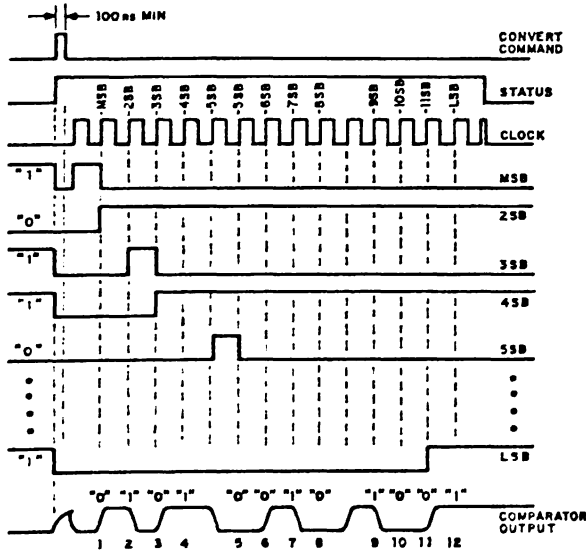 100ns MIN
CONVERT
COMMAND
STATUS
-MSB
-2SB
-3SB
-4SB
-5SB
-5SB
-6SB
-7SB
-8SB
-9SB
-10SB
-11SB
-LSB
CLOCK
"1"
MSB
"0"
2SB
"1"
3SB
"1"
4SB
"0"
5SB
"1"
LSB
"0" "1" "0" "1" "0" "0" "1" "0" "1" "0" "0" "1"
COMPARATOR
OUTPUT
1 2 3 4 5 6 7 8 9 10 11 12